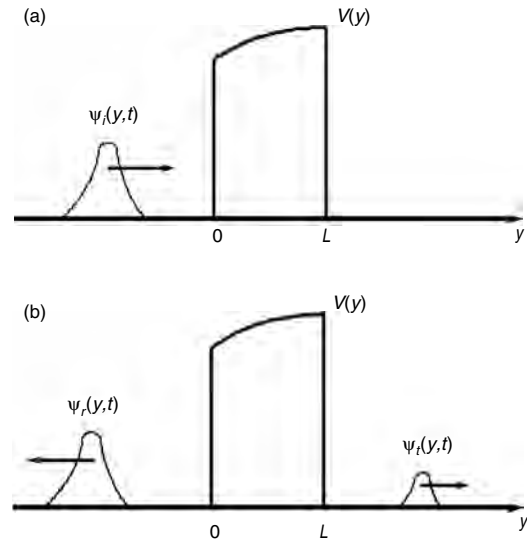 (a)
V(y)
ψi(y,t)
0
L
y
(b)
V(y)
ψr(y,t)
ψt(y,t)
0
L
y